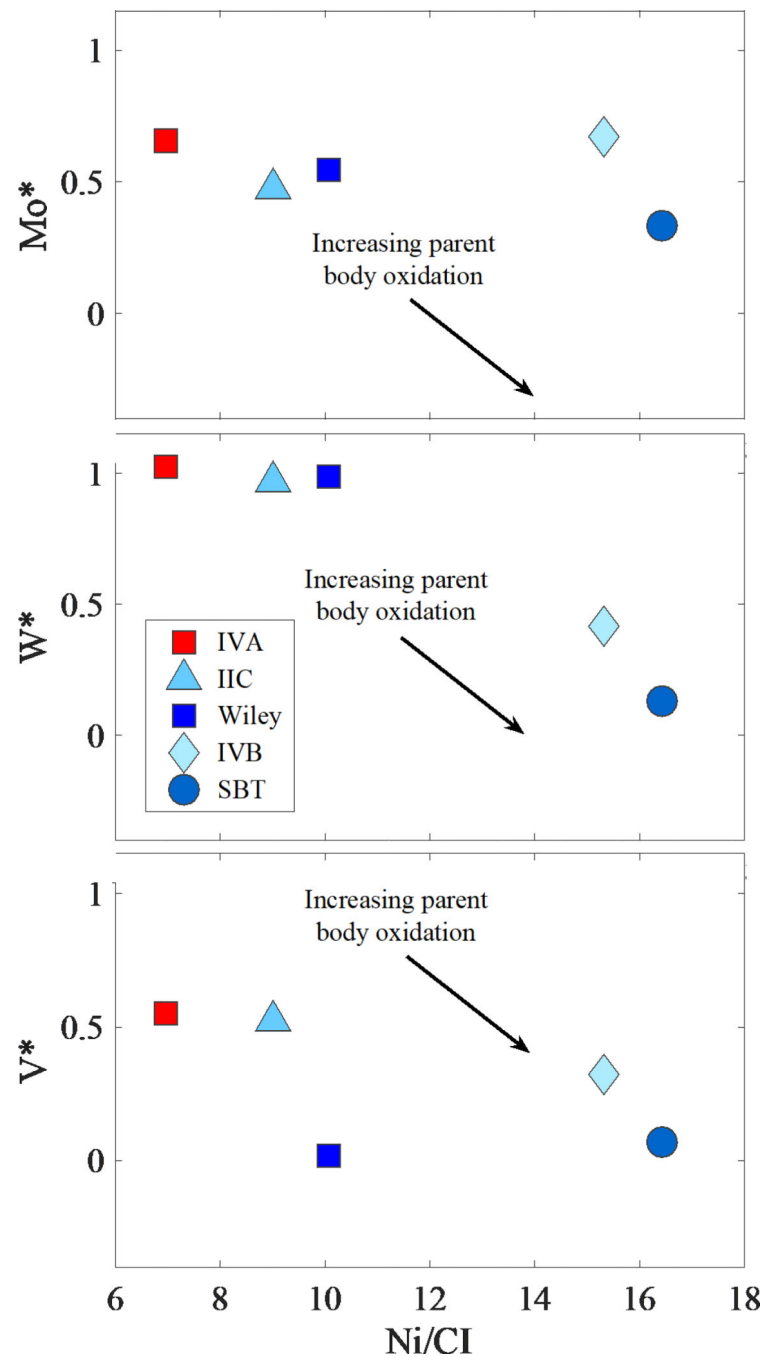 1
0.5
0
Mo*
Increasing parent
body oxidation
1
0.5
0
W*
Increasing parent
body oxidation
IVA
IIC
Wiley
IVB
SBT
1
0.5
0
V*
Increasing parent
body oxidation
6 8 10 12 14 16 18
Ni/CI